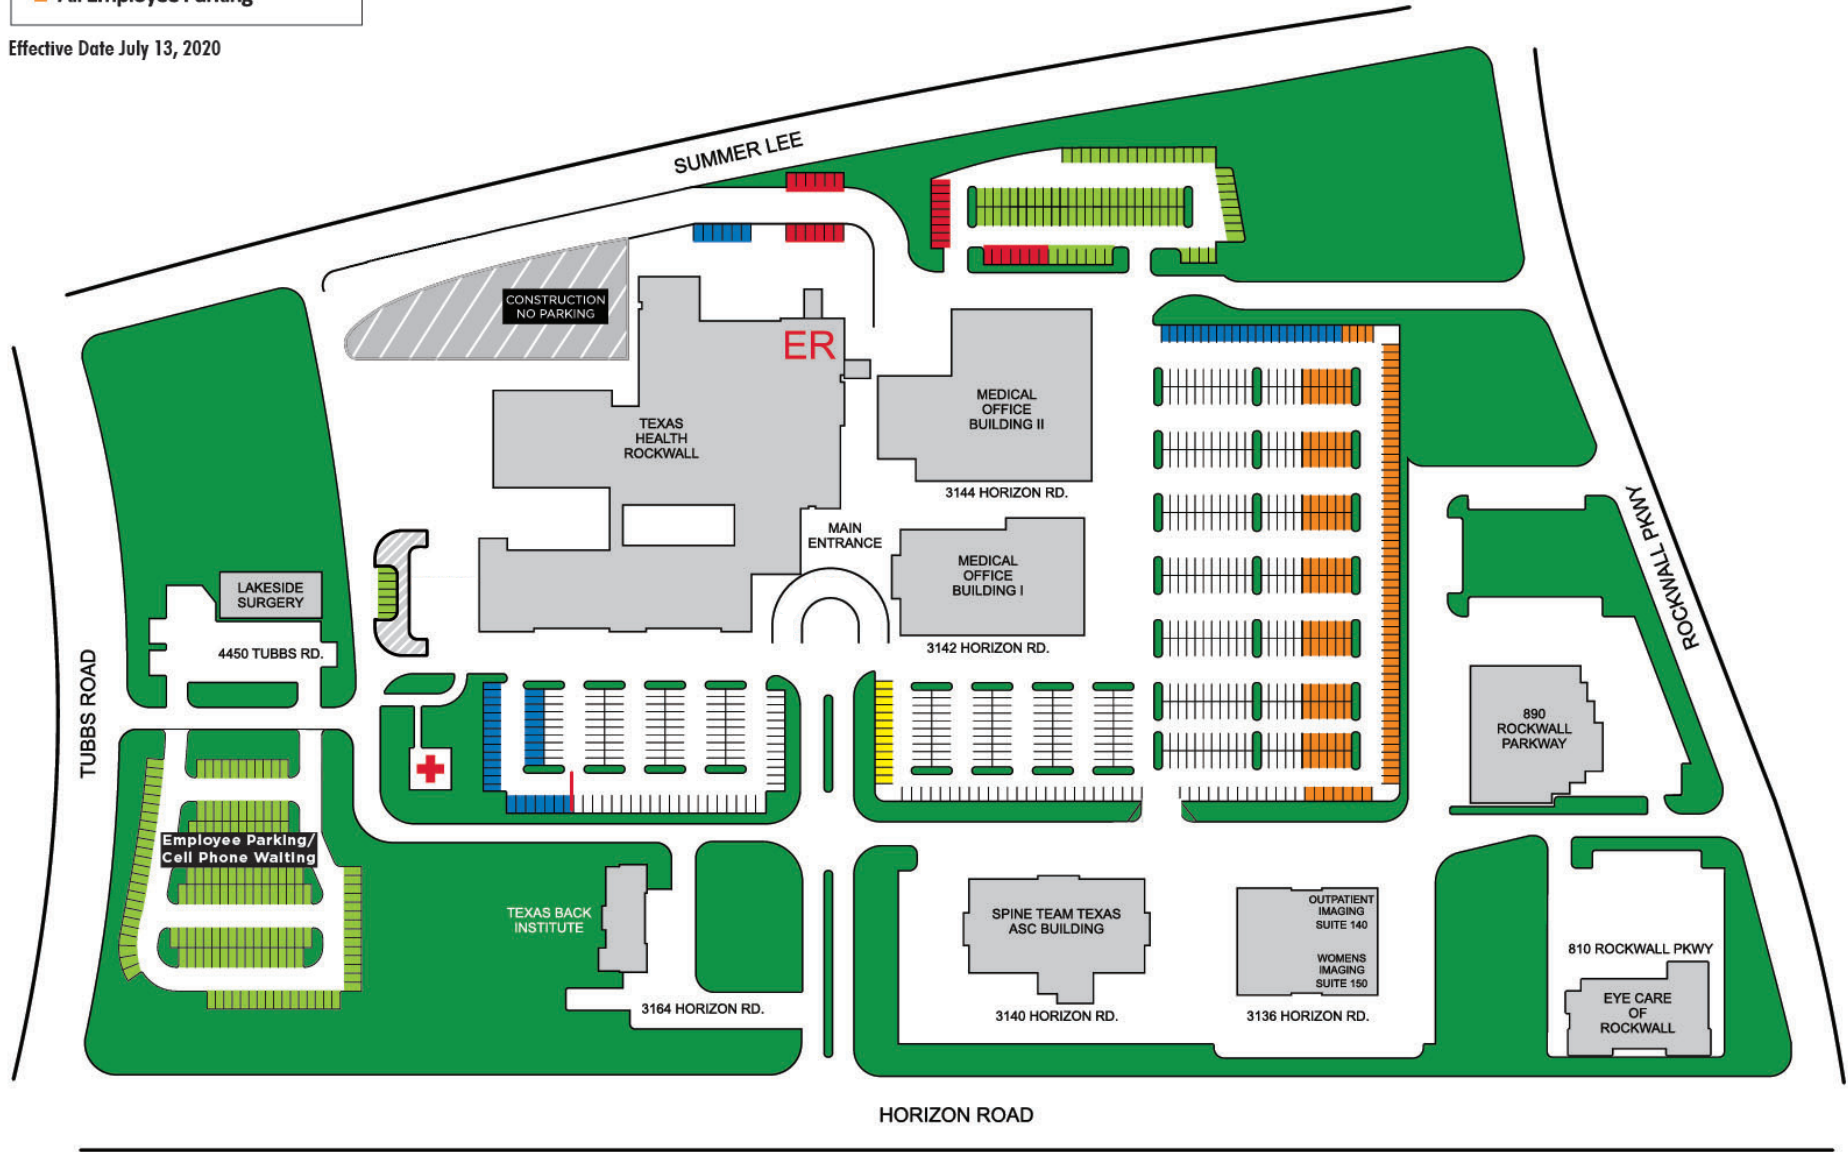 All Employee Parking
Effective Date July 13, 2020
SUMMER LEE
CONSTRUCTION
NO PARKING
ER
TEXAS
HEALTH
ROCKWALL
MEDICAL
OFFICE
BUILDING II
3144 HORIZON RD.
MAIN
ENTRANCE
MEDICAL
OFFICE
BUILDING I
3142 HORIZON RD.
ROCKWALL PKWY
LAKESIDE
SURGERY
4450 TUBBS RD.
TUBBS ROAD
890
ROCKWALL
PARKWAY
Employee Parking/
Cell Phone Waiting
TEXAS BACK
INSTITUTE
3164 HORIZON RD.
SPINE TEAM TEXAS
ASC BUILDING
3140 HORIZON RD.
OUTPATIENT
IMAGING
SUITE 140
WOMENS
IMAGING
SUITE 150
3136 HORIZON RD.
810 ROCKWALL PKWY
EYE CARE
OF
ROCKWALL
HORIZON ROAD